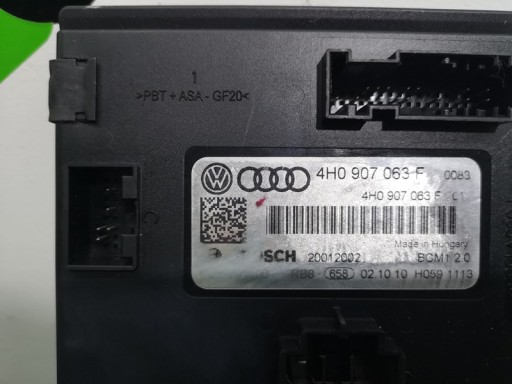 1
>PBT + ASA - GF20<
4H0 907 063 F 0083
4H0 907 063 F 01
Made in Hungary
SCH 20012002 BCM1 2.0
658 02.10.10 H059 1113
C